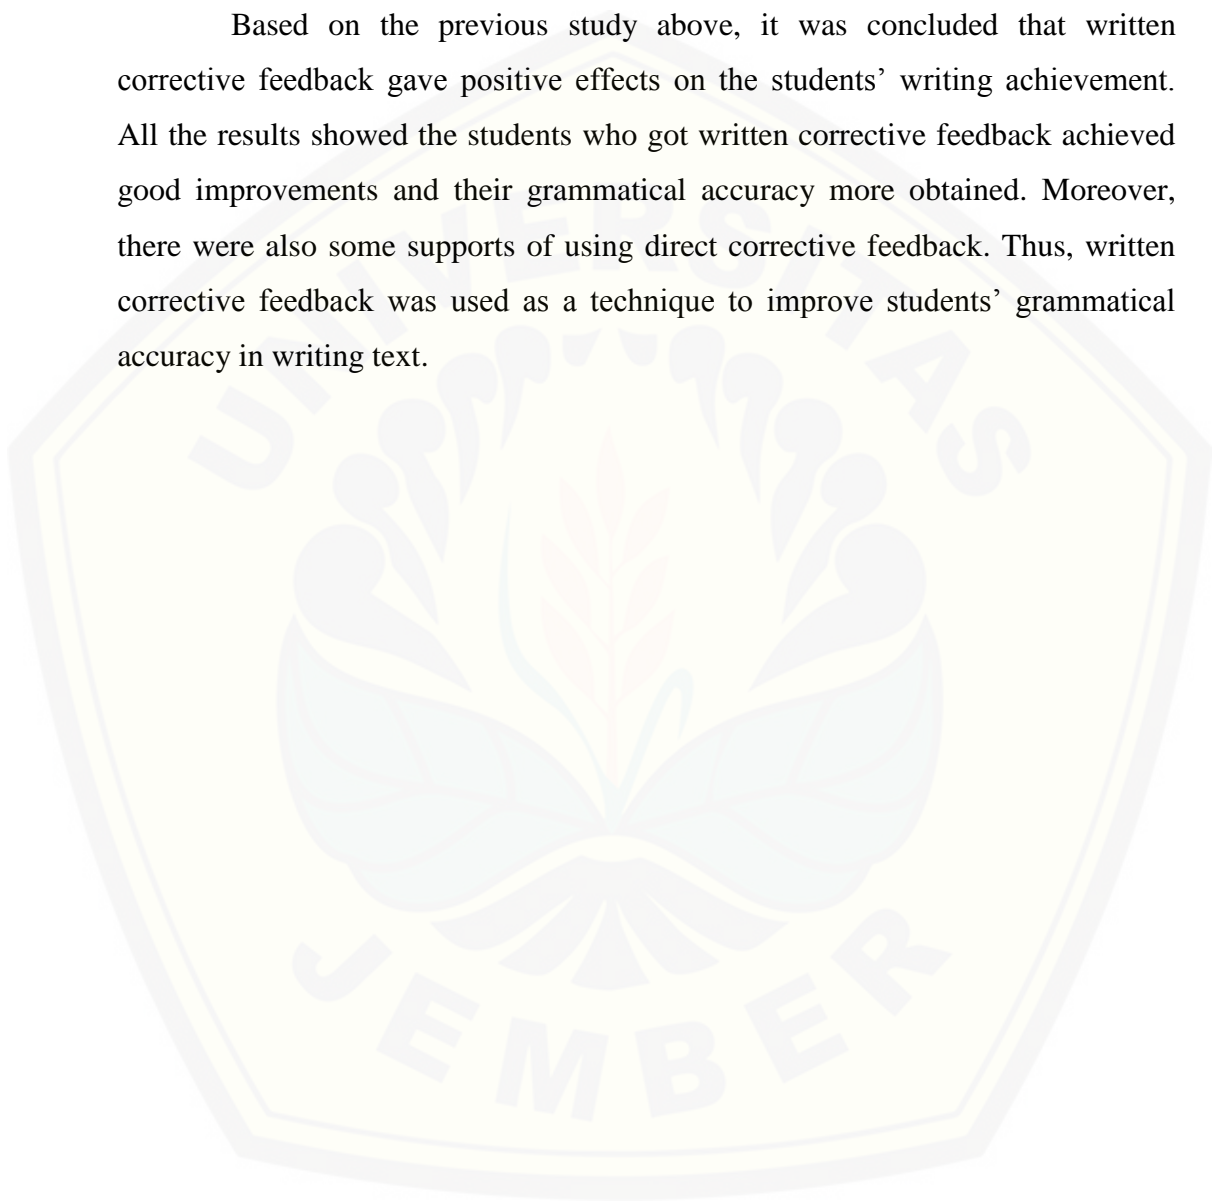 Based on the previous study above, it was concluded that written
corrective feedback gave positive effects on the students’ writing achievement.
All the results showed the students who got written corrective feedback achieved
good improvements and their grammatical accuracy more obtained. Moreover,
there were also some supports of using direct corrective feedback. Thus, written
corrective feedback was used as a technique to improve students’ grammatical
accuracy in writing text.
UNIVERSITAS
JEMBER